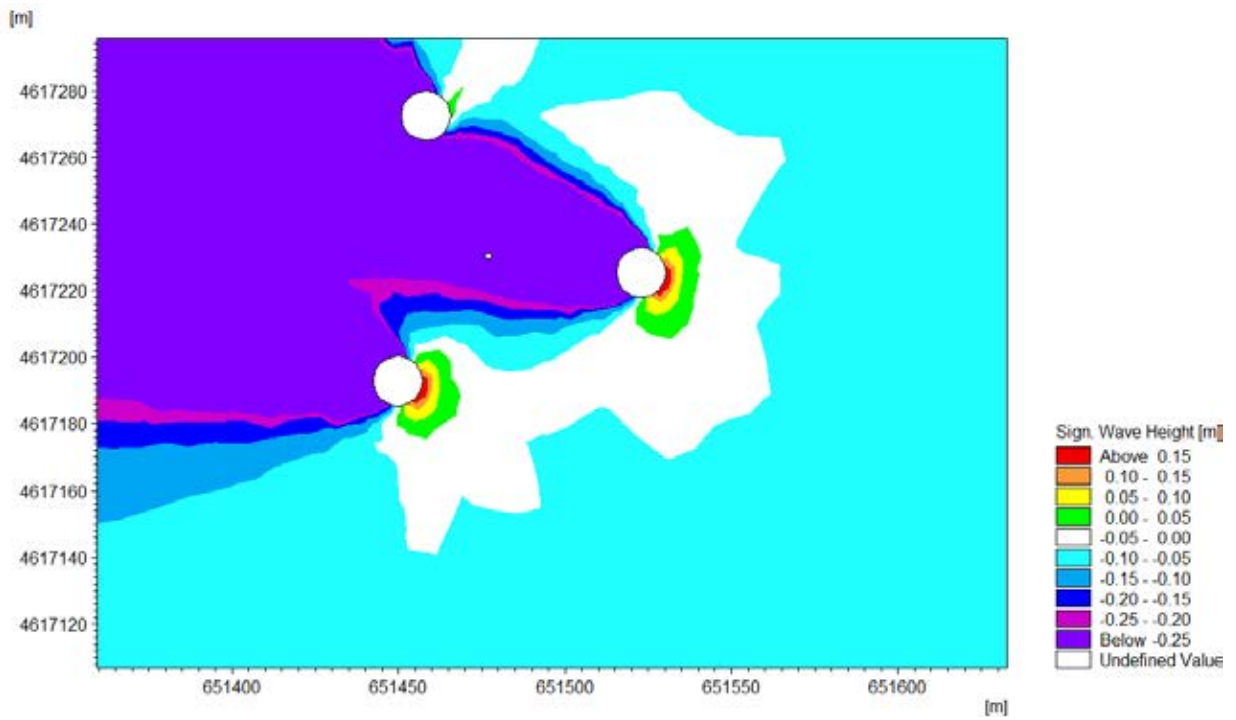 [m]
4617280
4617260
4617240
4617220
4617200
4617180
4617160
4617140
4617120
651400 651450 651500 651550 651600
[m]
Sign. Wave Height [m]
Above 0.15
0.10 - 0.15
0.05 - 0.10
0.00 - 0.05
-0.05 - 0.00
-0.10 - -0.05
-0.15 - -0.10
-0.20 - -0.15
-0.25 - -0.20
Below -0.25
Undefined Value